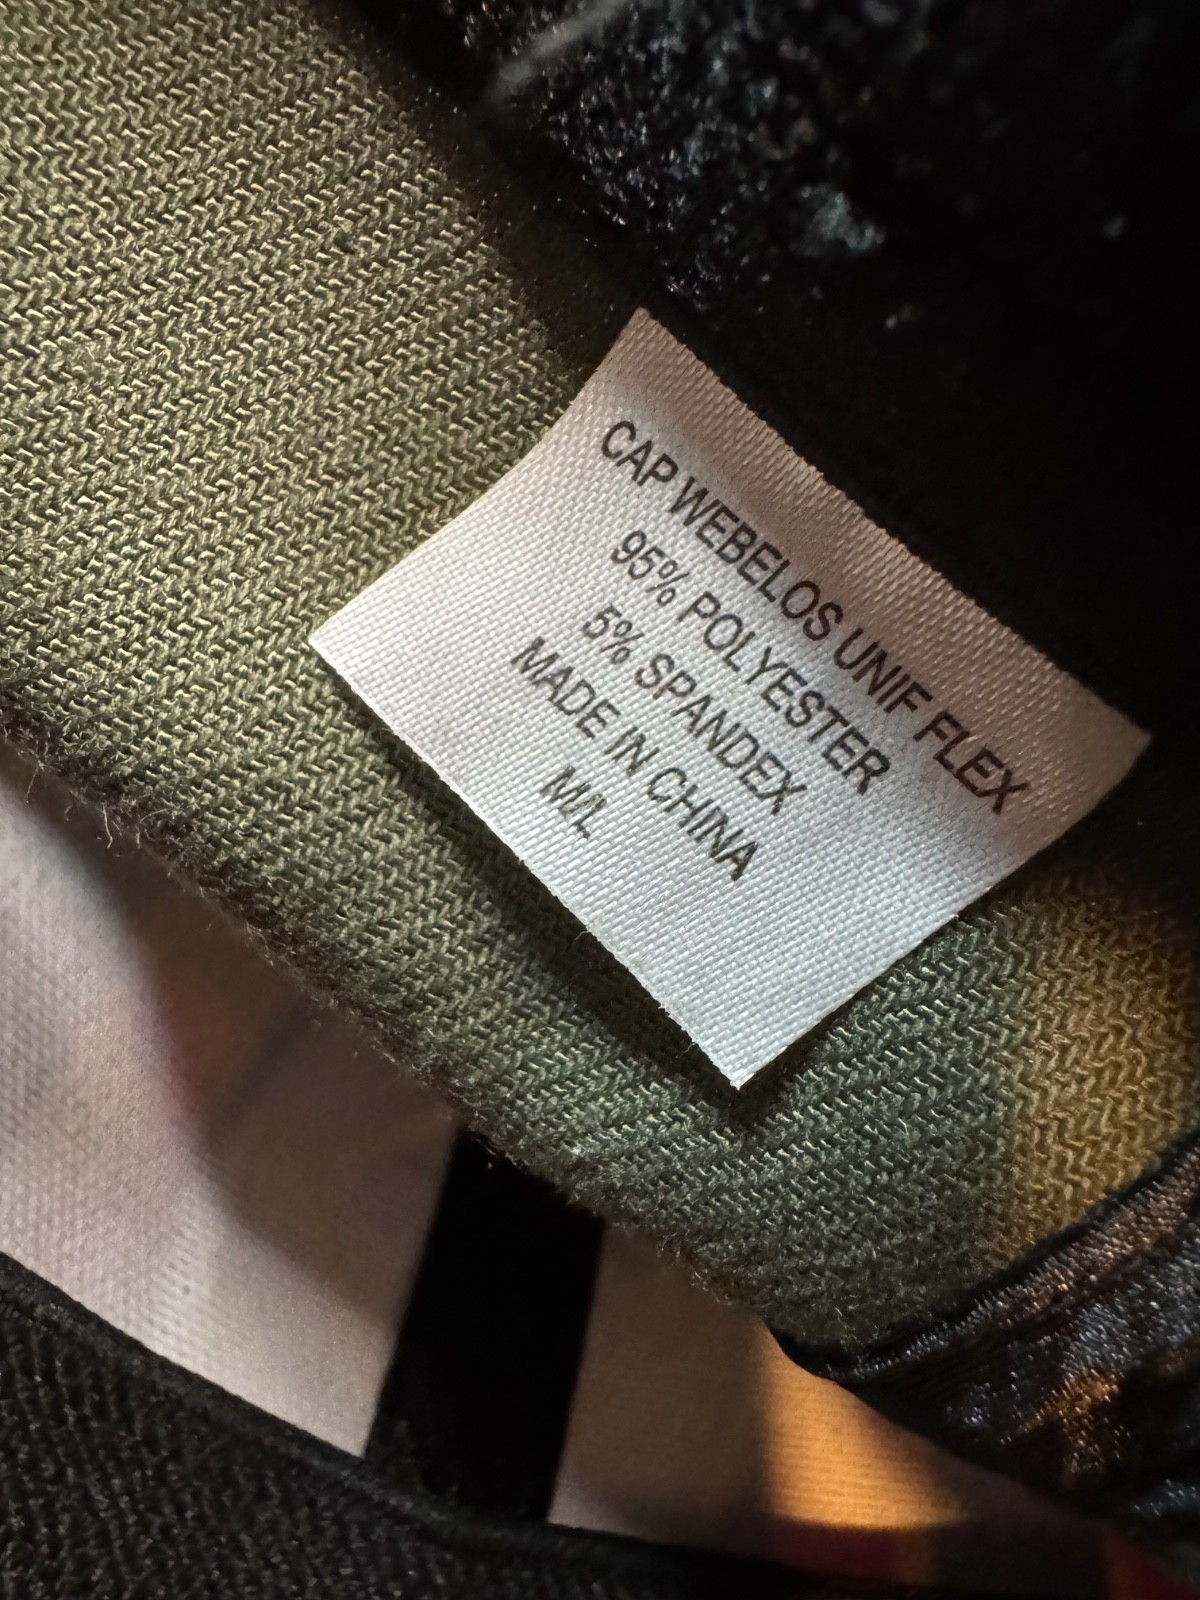 CAP WEBELOS UNIF FLEX
95% POLYESTER
5% SPANDEX
MADE IN CHINA
M/L